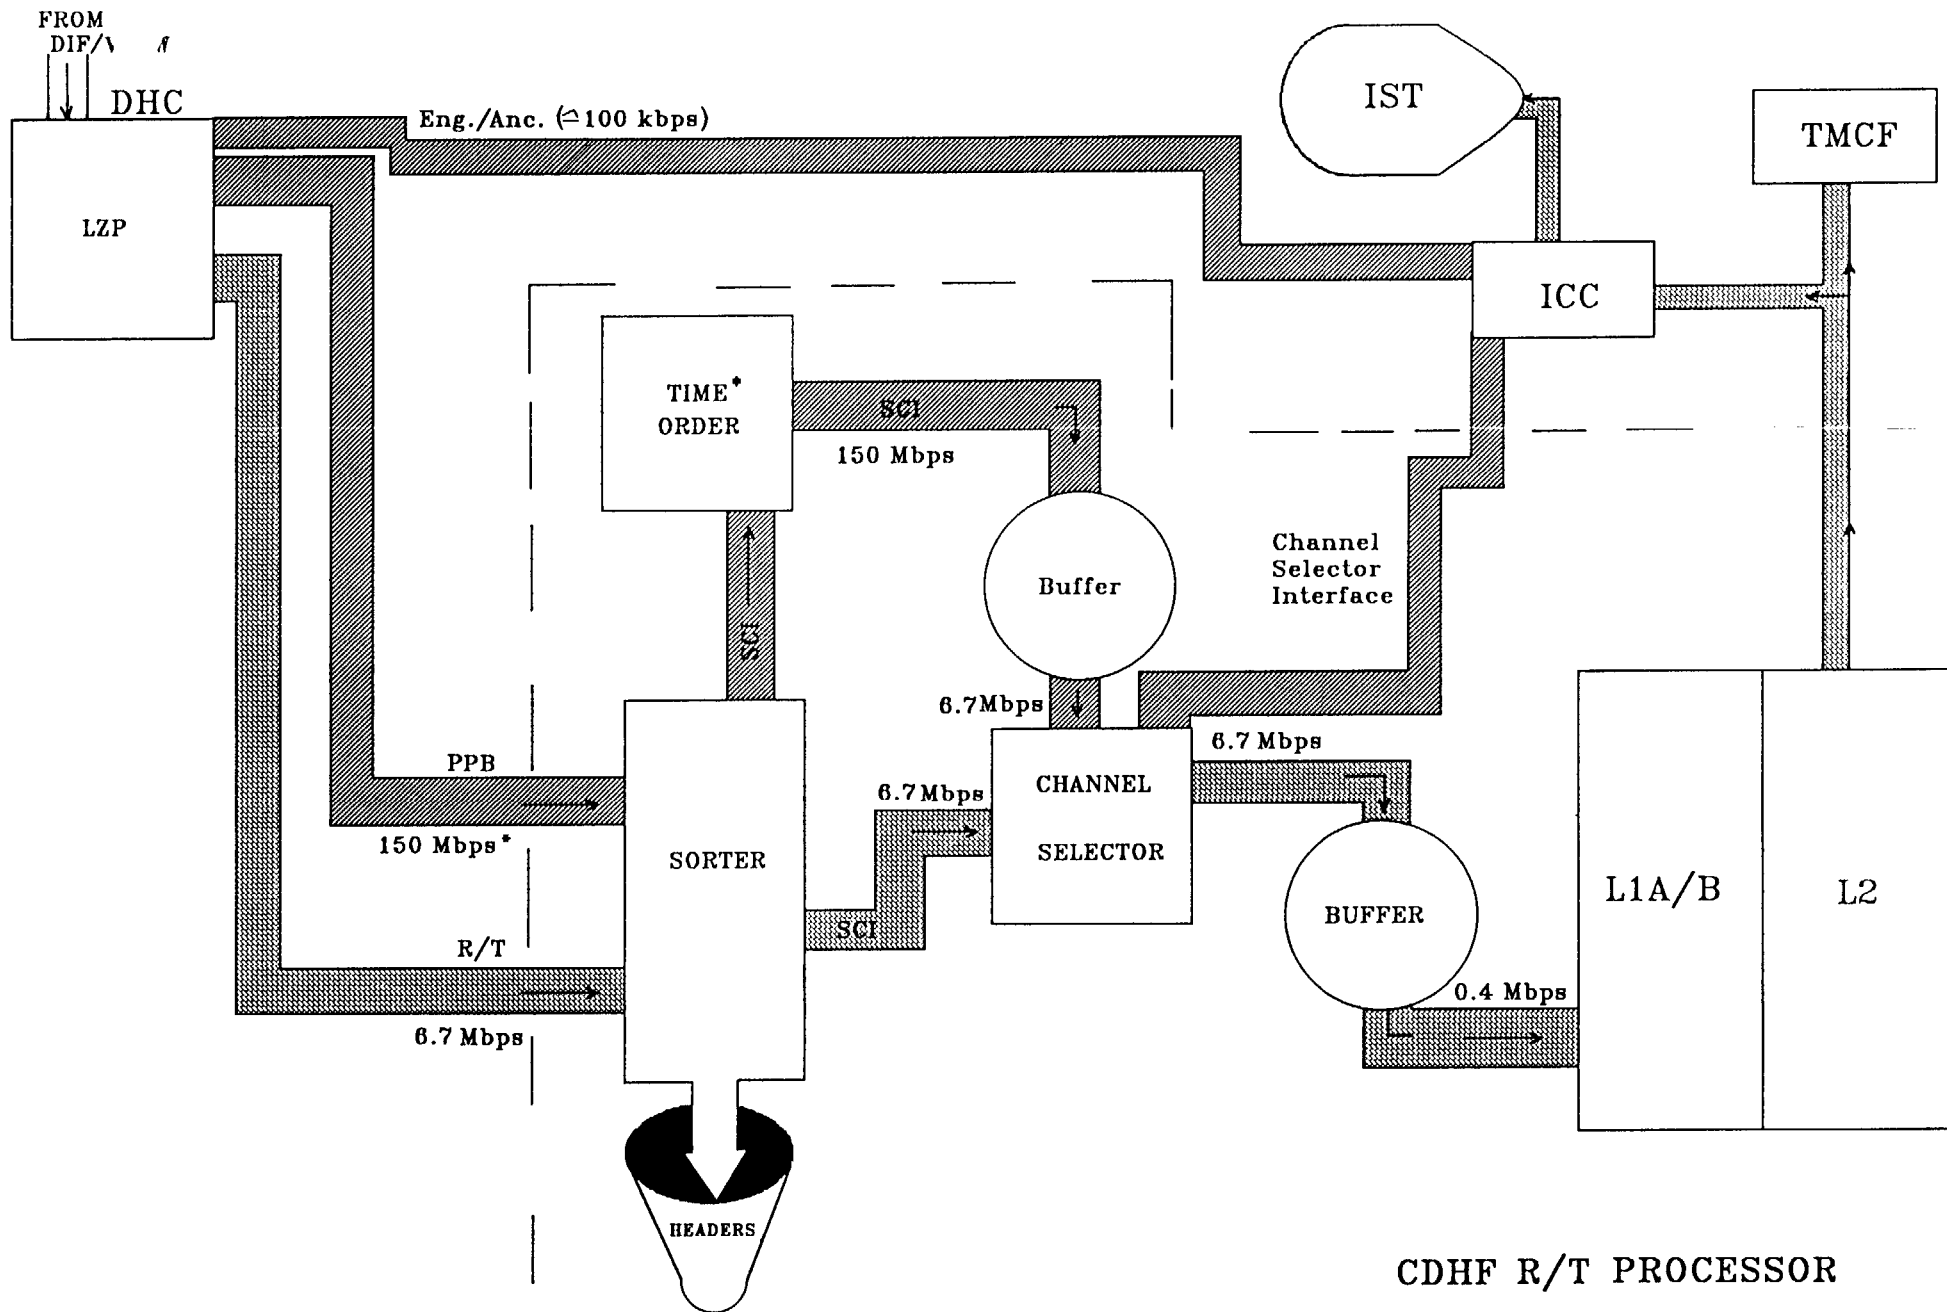 FROM
DIF/
DHC
Eng./Anc. (≃100 kbps)
IST
TMCF
LZP
ICC
TIME*
ORDER
SCI
150 Mbps
Buffer
Channel
Selector
Interface
SCI
6.7Mbps
6.7 Mbps
PPB
6.7Mbps
CHANNEL
SELECTOR
150 Mbps*
SORTER
L1A/B
L2
BUFFER
SCI
R/T
0.4 Mbps
6.7 Mbps
HEADERS
CDHF R/T PROCESSOR